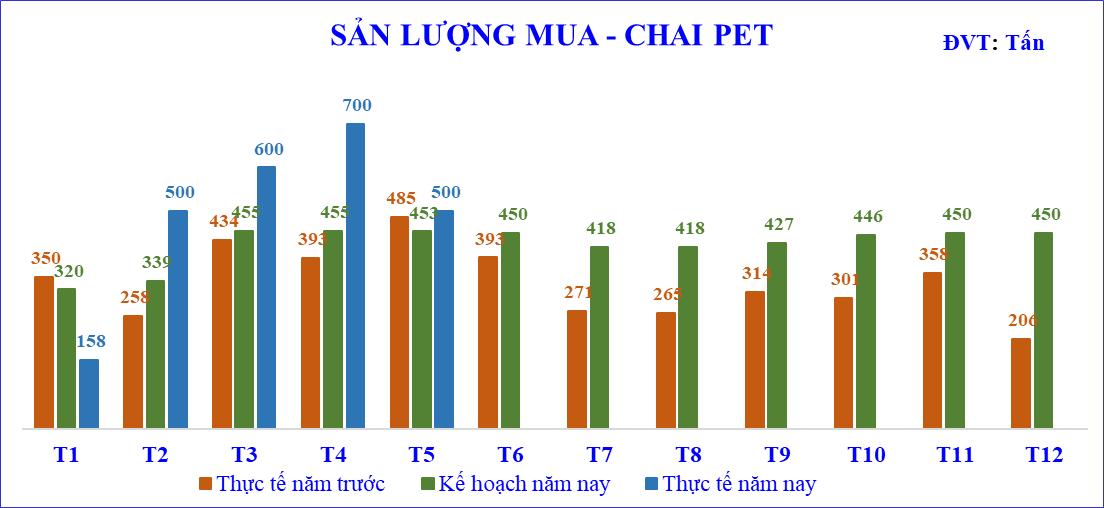 SẢN LƯỢNG MUA - CHAI PET
ĐVT: Tấn
350 320 158
258 339 500
434 455 600
393 455 700
485 453 500
393 450
271 418
265 418
314 427
301 446
358 450
206 450
T1 T2 T3 T4 T5 T6 T7 T8 T9 T10 T11 T12
Thực tế năm trước Kế hoạch năm nay Thực tế năm nay